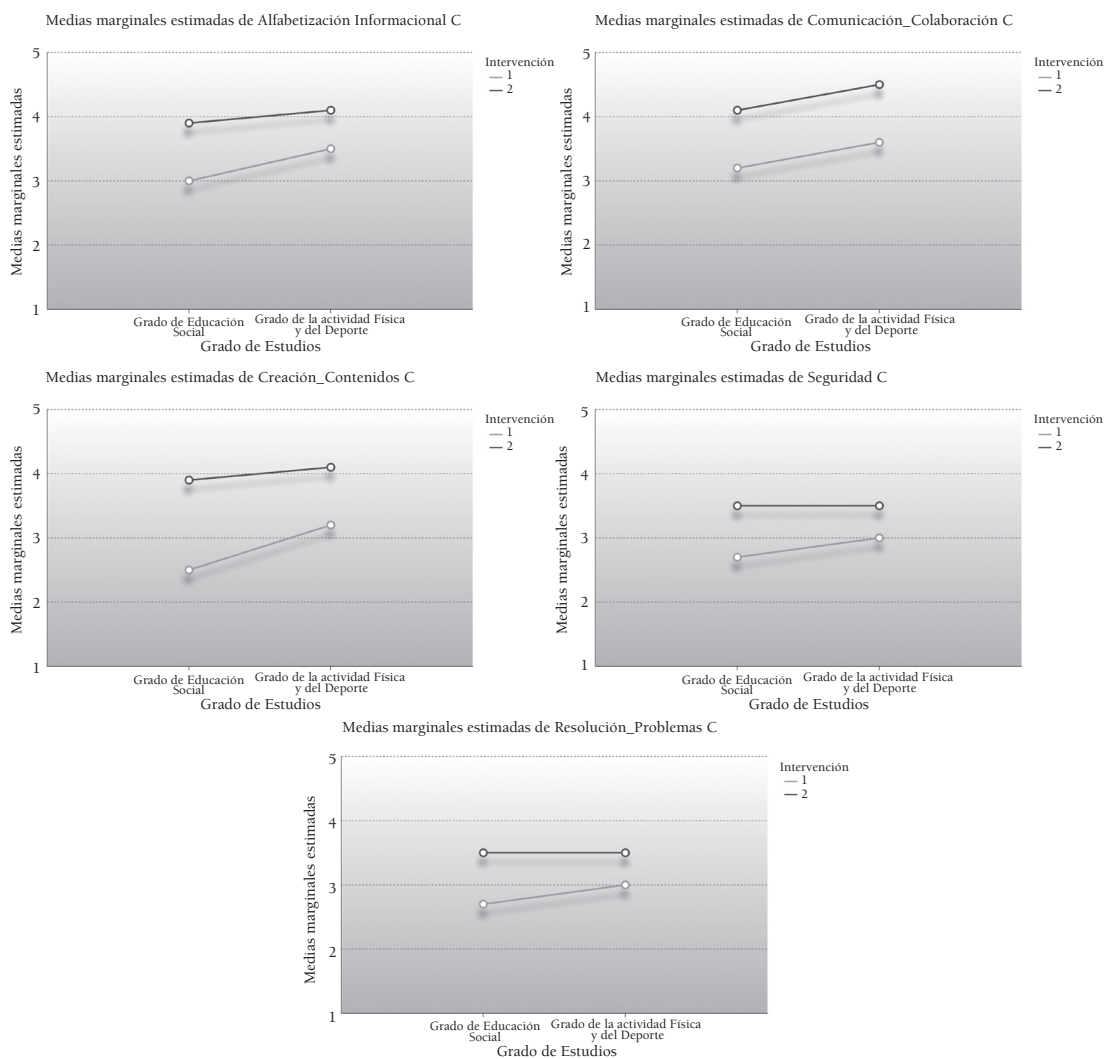 Medias marginales estimadas de Alfabetización Informacional C
Medias marginales estimadas
5
4
3
2
1
Intervención
1
2
Grado de Educación
Social
Grado de la actividad Física
y del Deporte
Grado de Estudios
Medias marginales estimadas de Comunicación_Colaboración C
Medias marginales estimadas
5
4
3
2
1
Intervención
1
2
Grado de Educación
Social
Grado de la actividad Física
y del Deporte
Grado de Estudios
Medias marginales estimadas de Creación_Contenidos C
Medias marginales estimadas
5
4
3
2
1
Intervención
1
2
Grado de Educación
Social
Grado de la actividad Física
y del Deporte
Grado de Estudios
Medias marginales estimadas de Seguridad C
Medias marginales estimadas
5
4
3
2
1
Intervención
1
2
Grado de Educación
Social
Grado de la actividad Física
y del Deporte
Grado de Estudios
Medias marginales estimadas de Resolución_Problemas C
Medias marginales estimadas
5
4
3
2
1
Intervención
1
2
Grado de Educación
Social
Grado de la actividad Física
y del Deporte
Grado de Estudios